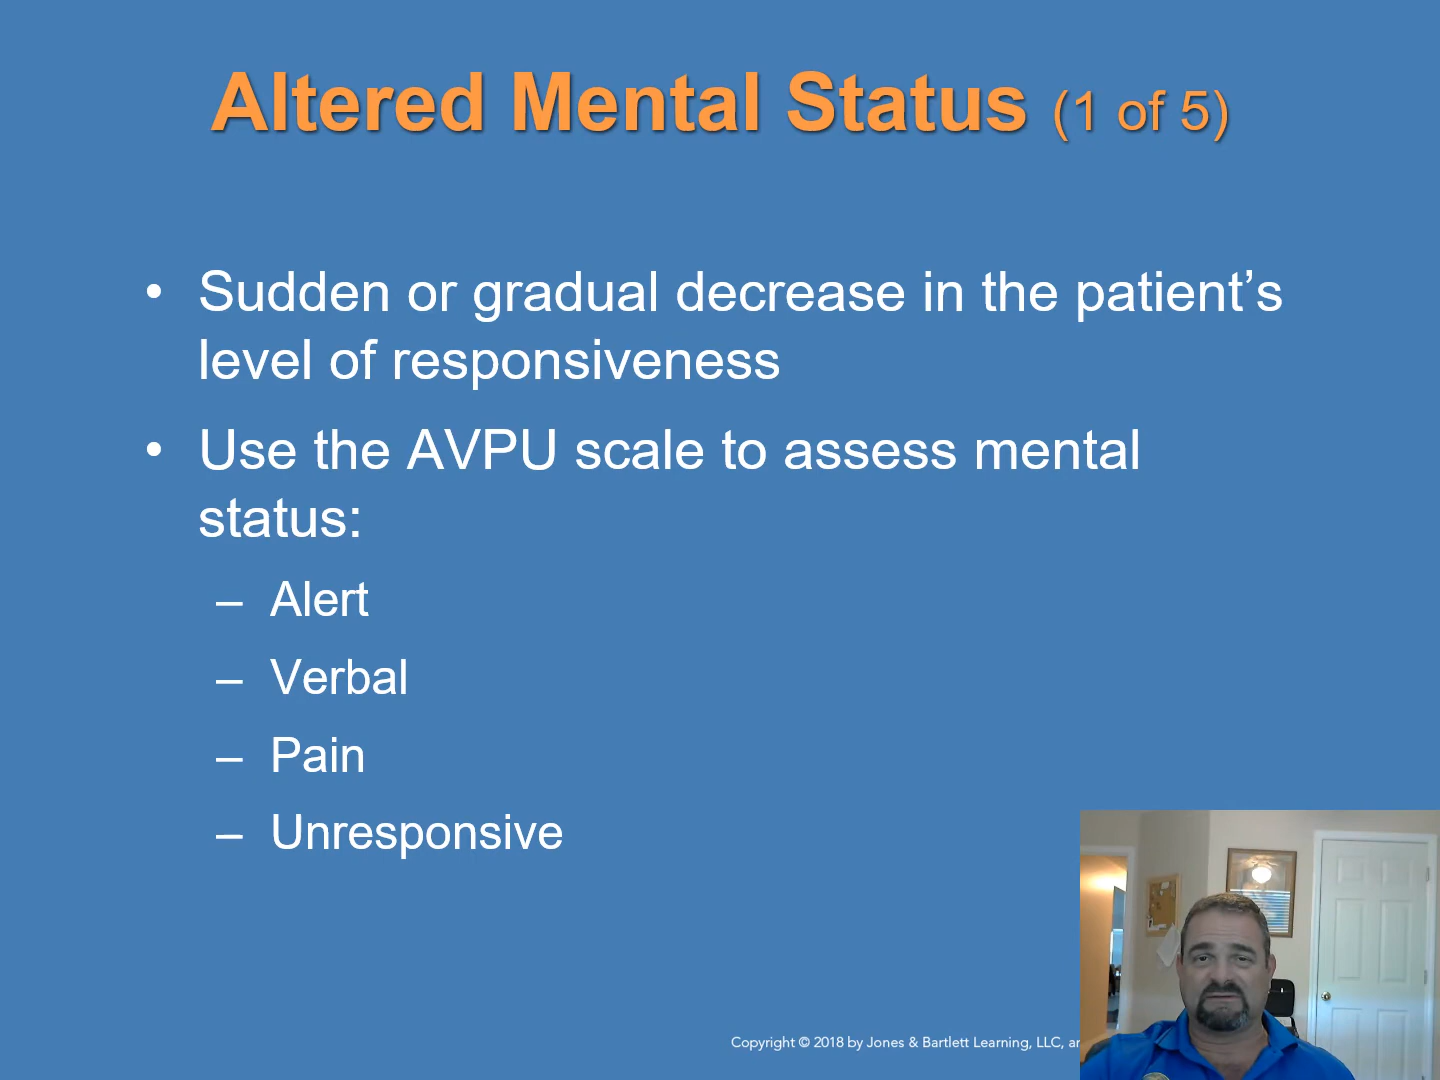 Altered Mental Status (1 of 5)
• Sudden or gradual decrease in the patient’s
level of responsiveness
• Use the AVPU scale to assess mental
status:
– Alert
– Verbal
– Pain
– Unresponsive
Copyright © 2018 by Jones & Bartlett Learning, LLC,